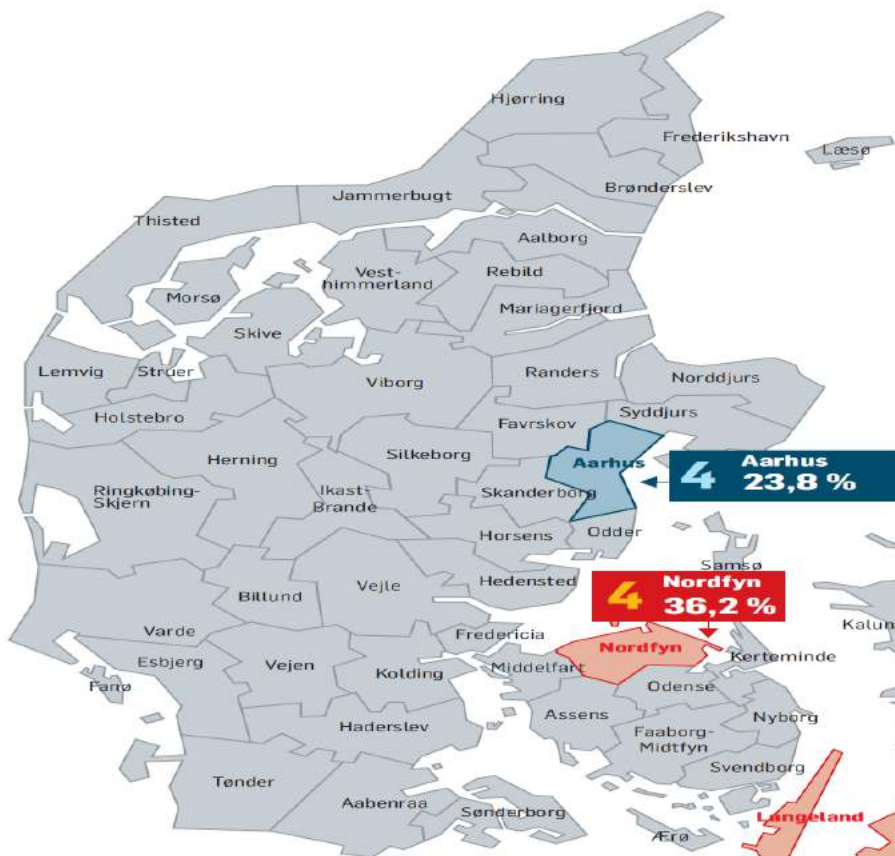 Hjørring
Frederikshavn
Læsø
Brønderslev
Jammerbugt
Thisted
Aalborg
Vest-
himmerland
Rebild
Morsø
Mariagerfjord
Skive
Lemvig
Struer
Viborg
Randers
Norddjurs
Holstebro
Favrskov
Syddjurs
Herning
Silkeborg
Aarhus
4 Aarhus
23,8 %
Ringkøbing-
Skjern
Ikast-
Brande
Skanderborg
Horsens
Odder
Samsø
Billund
Vejle
Hedensted
4 Nordfyn
36,2 %
Kalun
Varde
Fredericia
Esbjerg
Vejen
Kolding
Middelfart
Nordfyn
Kerteminde
Odense
Assens
Nyborg
Haderslev
Faaborg-
Midtfyn
Svendborg
Tønder
Aabenraa
Sønderborg
Langeland
Ærø